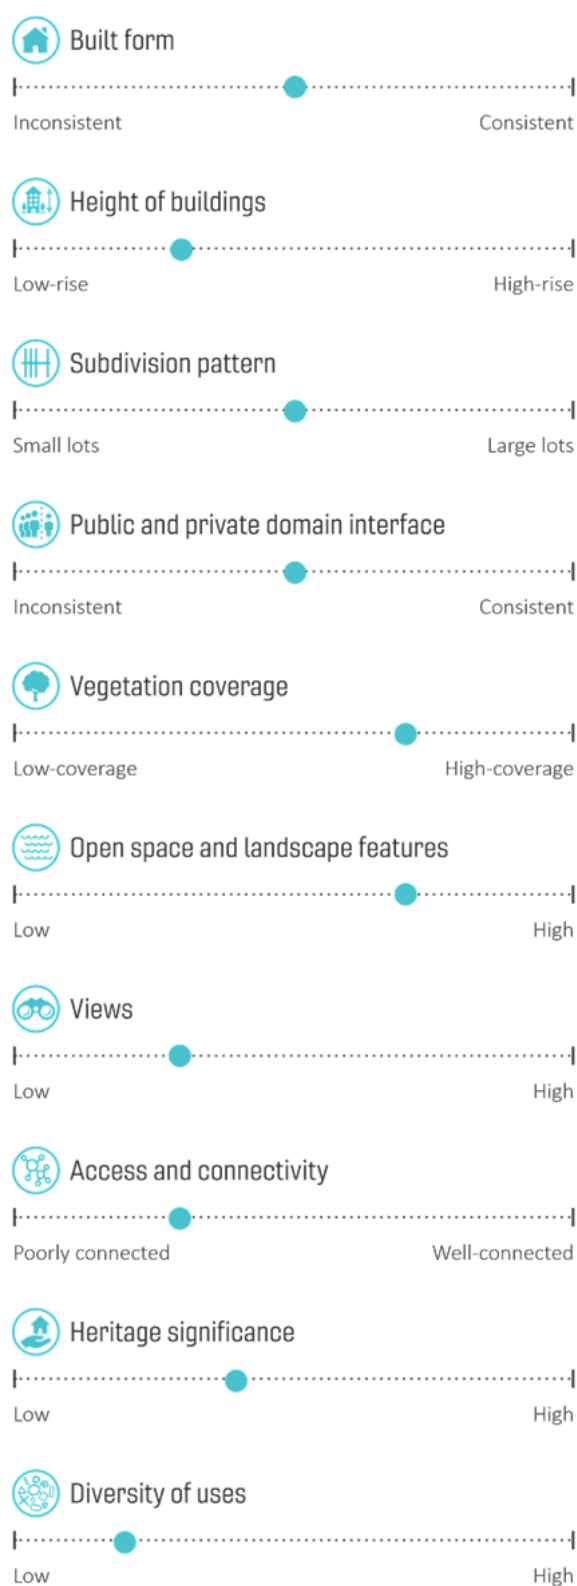 Built form
Inconsistent Consistent
Height of buildings
Low-rise High-rise
Subdivision pattern
Small lots Large lots
Public and private domain interface
Inconsistent Consistent
Vegetation coverage
Low-coverage High-coverage
Open space and landscape features
Low High
Views
Low High
Access and connectivity
Poorly connected Well-connected
Heritage significance
Low High
Diversity of uses
Low High